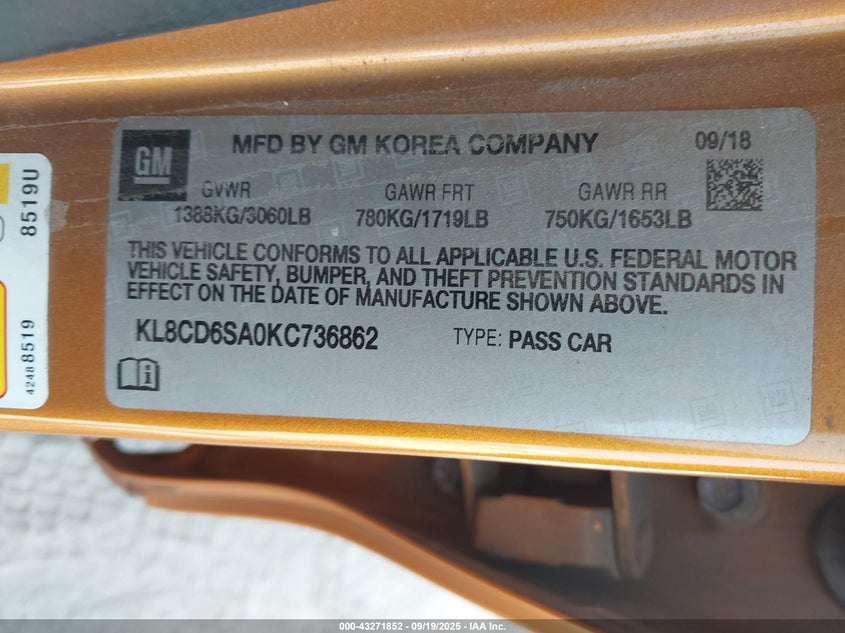 GM
MFD BY GM KOREA COMPANY
09/18
GVWR GAWR FRT GAWR RR
1388KG/3060LB 780KG/1719LB 750KG/1653LB
THIS VEHICLE CONFORMS TO ALL APPLICABLE U.S. FEDERAL MOTOR
VEHICLE SAFETY, BUMPER, AND THEFT PREVENTION STANDARDS IN
EFFECT ON THE DATE OF MANUFACTURE SHOWN ABOVE.
KL8CD6SA0KC736862 TYPE: PASS CAR
8519U
42488519
000-43271852 — 09/19/2025 — IAA Inc.